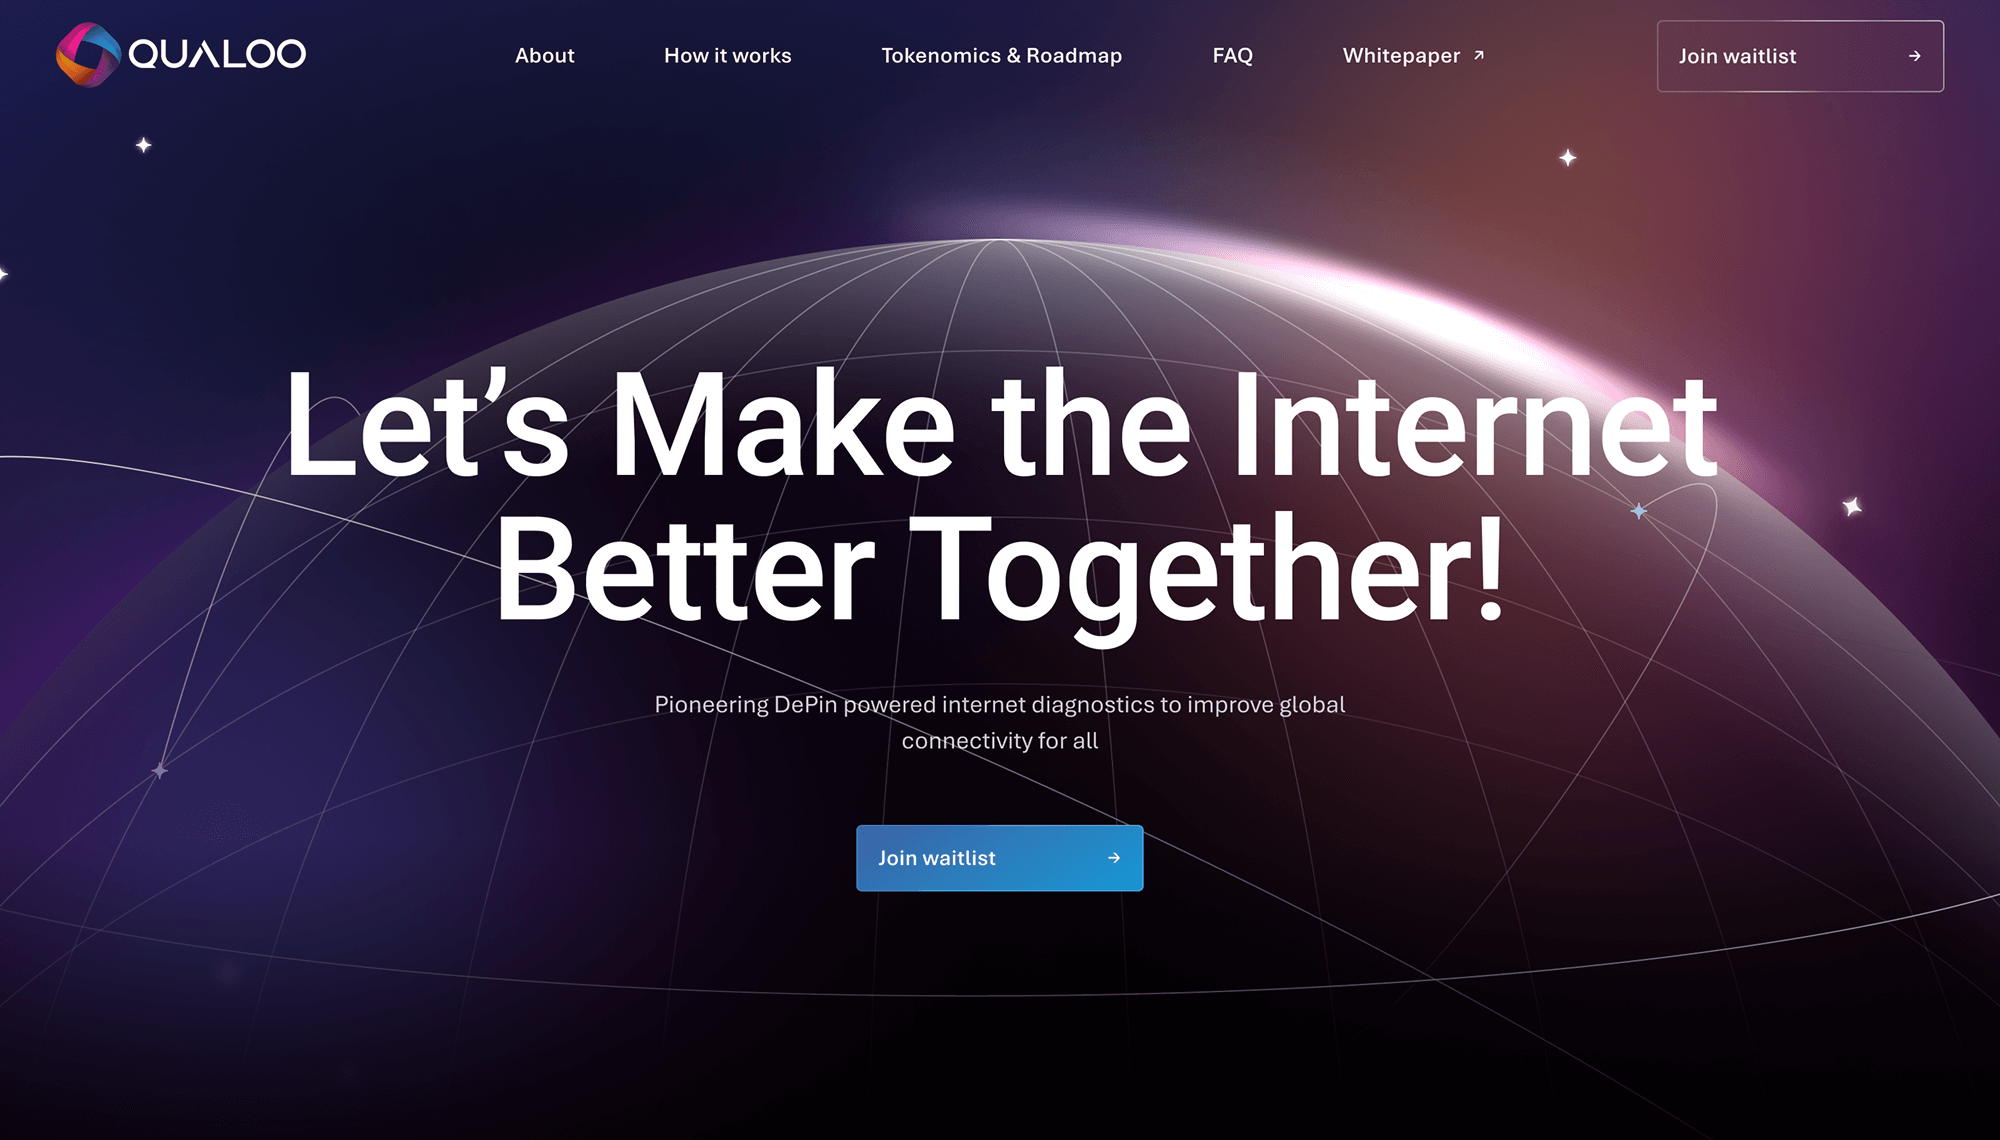 QUALOO
About
How it works
Tokenomics & Roadmap
FAQ
Whitepaper ↗
Join waitlist →
Let’s Make the Internet
Better Together!
Pioneering DePin powered internet diagnostics to improve global
connectivity for all
Join waitlist →